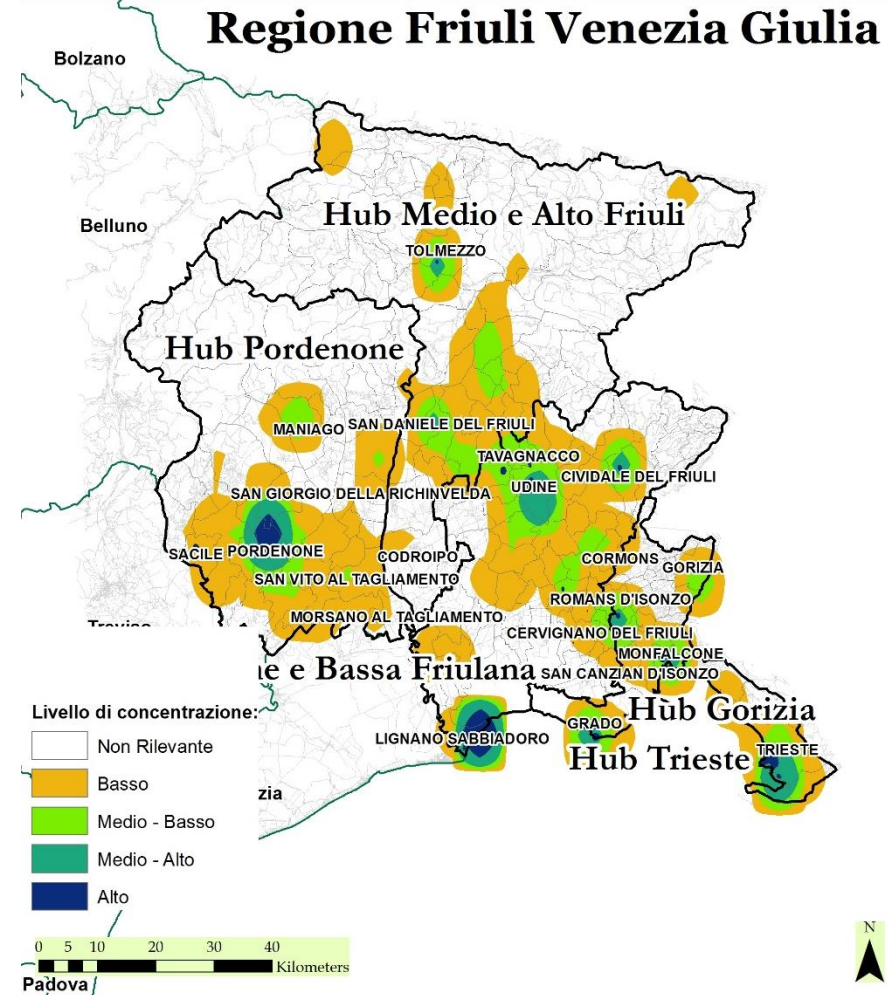 Regione Friuli Venezia Giulia
Bolzano
Belluno
Hub Medio e Alto Friuli
TOLMEZZO
Hub Pordenone
MANIAGO
SAN DANIELE DEL FRIULI
TAVAGNACCO
CIVIDALE DEL FRIULI
UDINE
SAN GIORGIO DELLA RICHINVELDA
SACILE
PORDENONE
CODROIPO
CORMONS
GORIZIA
SAN VITO AL TAGLIAMENTO
ROMANS D'ISONZO
MORSANO AL TAGLIAMENTO
CERVIGNANO DEL FRIULI
MONFALCONE
e e Bassa Friulana
SAN CANZIAN D'ISONZO
Hub Gorizia
GRADO
LIGNANO SABBIADORO
Hub Trieste
TRIESTE
Livello di concentrazione:
Non Rilevante
Basso
zia
Medio - Basso
Medio - Alto
Alto
0 5 10 20 30 40
Kilometers
Padova
N